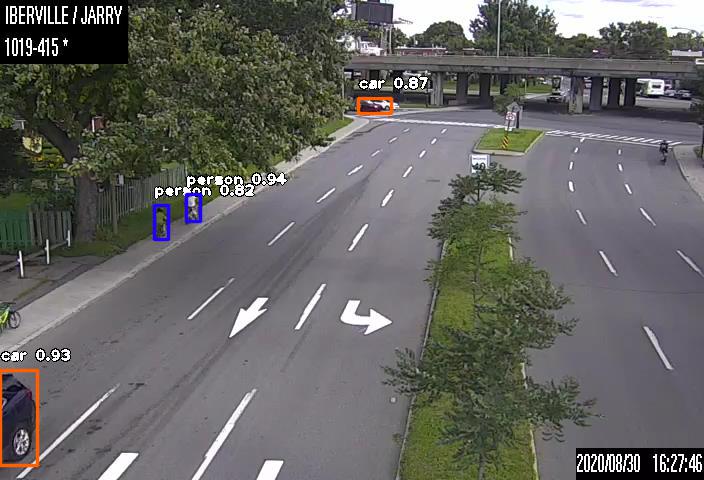 IBERVILLE / JARRY
1019-415 *
car 0.87
person 0.94
person 0.82
car 0.93
2020/08/30 16:27:46